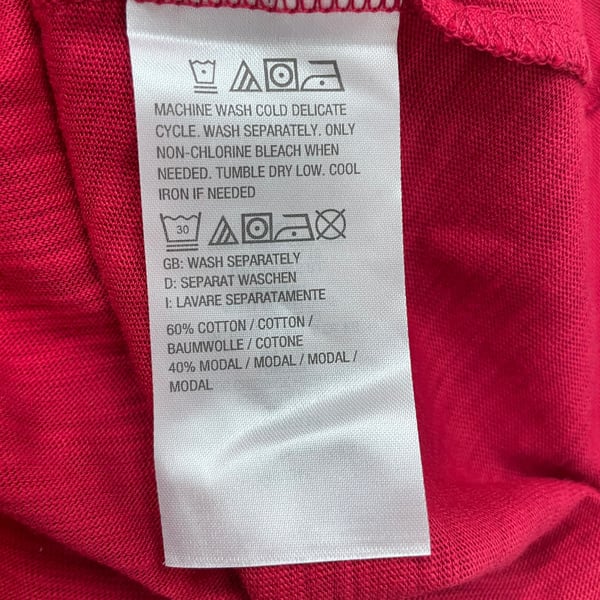 MACHINE WASH COLD DELICATE
CYCLE. WASH SEPARATELY. ONLY
NON-CHLORINE BLEACH WHEN
NEEDED. TUMBLE DRY LOW. COOL
IRON IF NEEDED
30
GB: WASH SEPARATELY
D: SEPARAT WASCHEN
I: LAVARE SEPARATAMENTE
60% COTTON / COTTON /
BAUMWOLLE / COTONE
40% MODAL / MODAL / MODAL /
MODAL